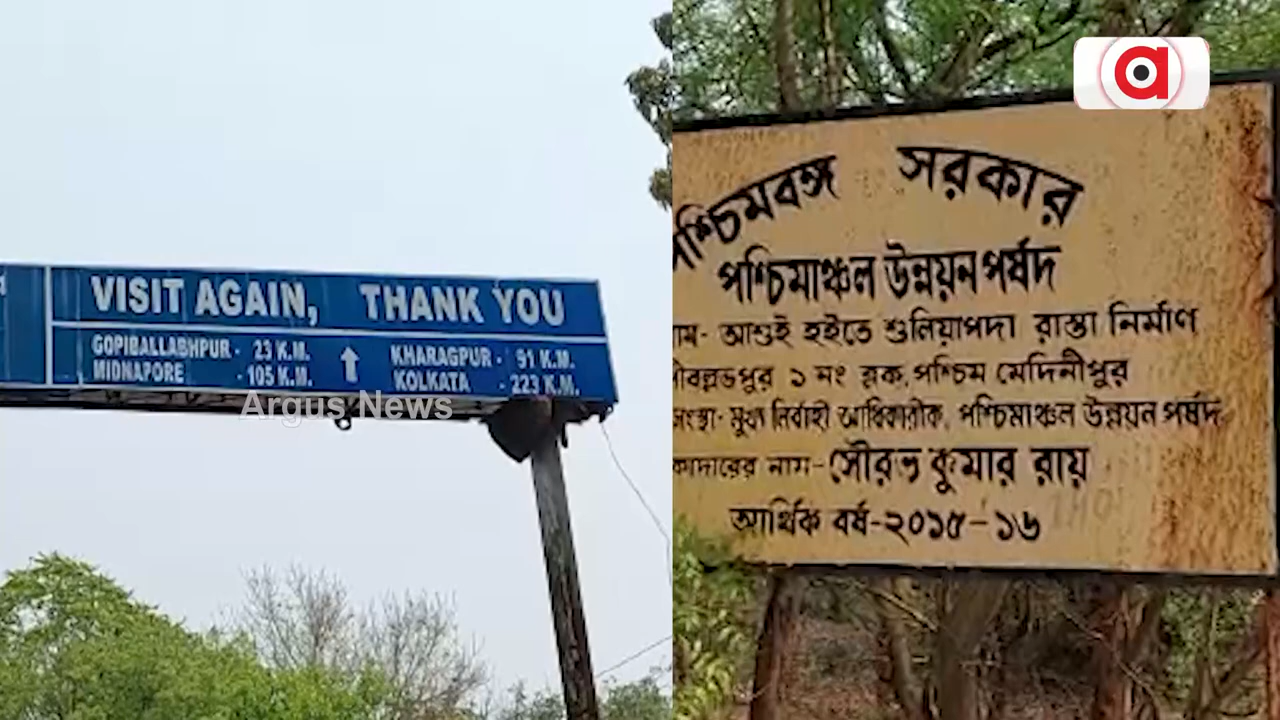 VISIT AGAIN, THANK YOU
GOPIBALLABHPUR - 23 K.M. ↑ KHARAGPUR - 91 K.M.
MIDNAPORE - 105 K.M. KOLKATA - 223 K.M.
Argus News
a
পশ্চিমবঙ্গ সরকার
পশ্চিমাঞ্চল উন্নয়ন পর্ষদ
নাম- আশুই হইতে শুলিয়াপদা রাস্তা নির্মাণ
পীবল্লভপুর ১ নং ব্লক, পশ্চিম মেদিনীপুর
সংস্থা- মুখ্য নির্বাহী আধিকারীক, পশ্চিমাঞ্চল উন্নয়ন পর্ষদ
কাদারের নাম- সৌরভ কুমার রায়
আর্থিক বর্ষ-২০১৫-১৬